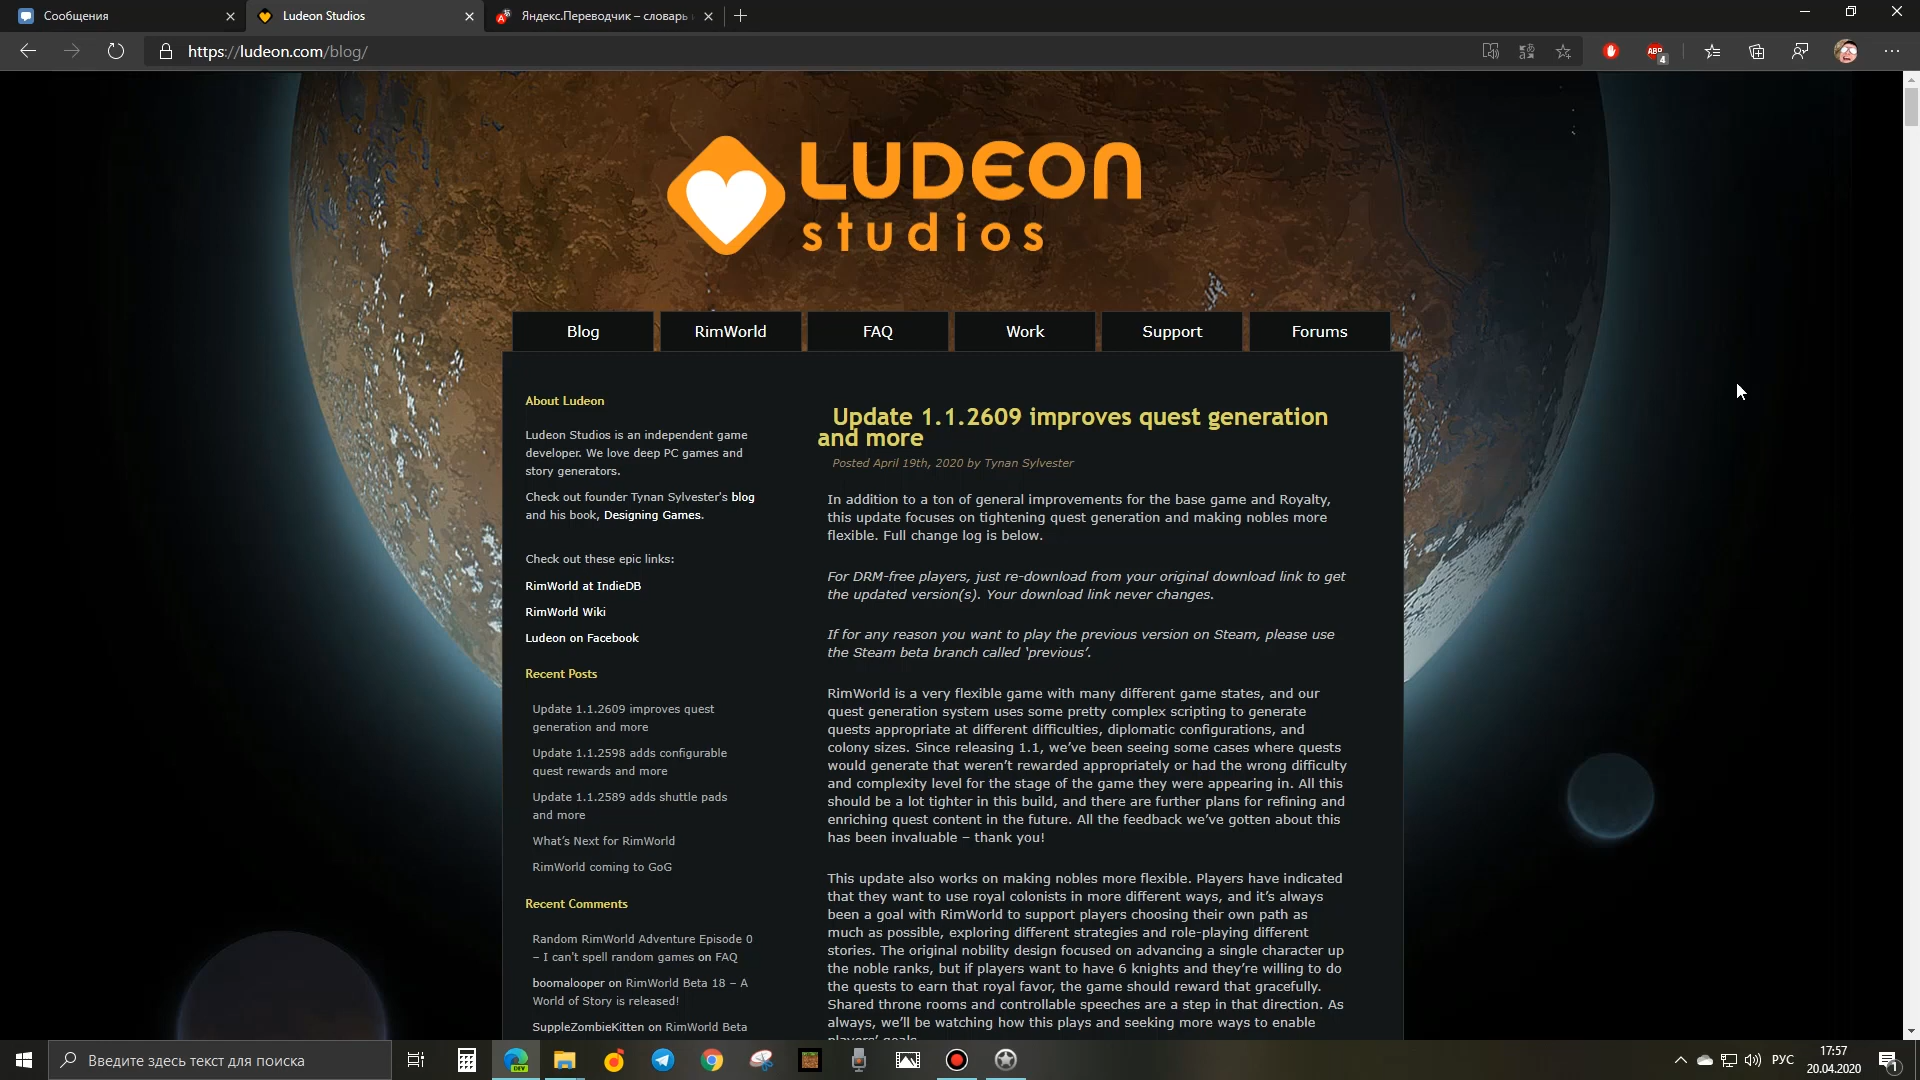 Сообщения
Ludeon Studios
Яндекс.Переводчик – словарь
https://ludeon.com/blog/
ABP
4
LUDEON
studios
Blog
RimWorld
FAQ
Work
Support
Forums
About Ludeon
Ludeon Studios is an independent game
developer. We love deep PC games and
story generators.
Check out founder Tynan Sylvester's blog
and his book, Designing Games.
Check out these epic links:
RimWorld at IndieDB
RimWorld Wiki
Ludeon on Facebook
Recent Posts
Update 1.1.2609 improves quest
generation and more
Update 1.1.2598 adds configurable
quest rewards and more
Update 1.1.2589 adds shuttle pads
and more
What's Next for RimWorld
RimWorld coming to GoG
Recent Comments
Random RimWorld Adventure Episode 0
– I can't spell random games on FAQ
boomalooper on RimWorld Beta 18 – A
World of Story is released!
SuppleZombieKitten on RimWorld Beta
Update 1.1.2609 improves quest generation
and more
Posted April 19th, 2020 by Tynan Sylvester
In addition to a ton of general improvements for the base game and Royalty,
this update focuses on tightening quest generation and making nobles more
flexible. Full change log is below.
For DRM-free players, just re-download from your original download link to get
the updated version(s). Your download link never changes.
If for any reason you want to play the previous version on Steam, please use
the Steam beta branch called ‘previous’.
RimWorld is a very flexible game with many different game states, and our
quest generation system uses some pretty complex scripting to generate
quests appropriate at different difficulties, diplomatic configurations, and
colony sizes. Since releasing 1.1, we’ve been seeing some cases where quests
would generate that weren’t rewarded appropriately or had the wrong difficulty
and complexity level for the stage of the game they were appearing in. All this
should be a lot tighter in this build, and there are further plans for refining and
enriching quest content in the future. All the feedback we’ve gotten about this
has been invaluable – thank you!
This update also works on making nobles more flexible. Players have indicated
that they want to use royal colonists in more different ways, and it’s always
been a goal with RimWorld to support players choosing their own path as
much as possible, exploring different strategies and role-playing different
stories. The original nobility design focused on advancing a single character up
the noble ranks, but if players want to have 6 knights and they’re willing to do
the quests to earn that royal favor, the game should reward that gracefully.
Shared throne rooms and controllable speeches are a step in that direction. As
always, we’ll be watching how this plays and seeking more ways to enable
players’ goals.
Введите здесь текст для поиска
DEV
РУС
17:57
20.04.2020
1